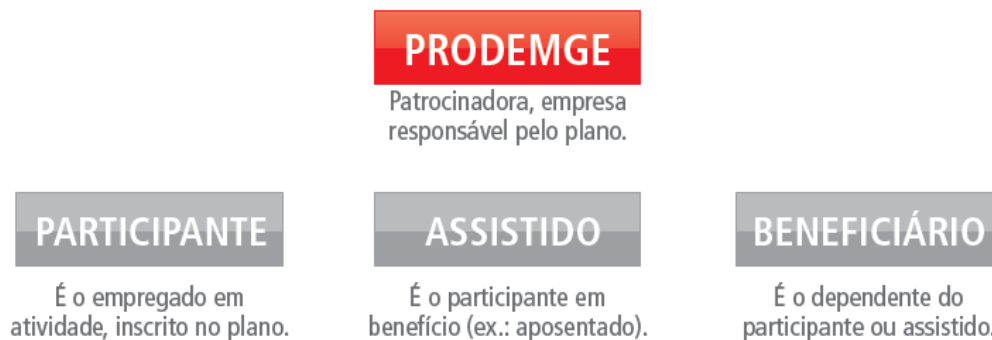 PRODEMGE
Patrocinadora, empresa
responsável pelo plano.
PARTICIPANTE
É o empregado em
atividade, inscrito no plano.
ASSISTIDO
É o participante em
benefício (ex.: aposentado).
BENEFICIÁRIO
É o dependente do
participante ou assistido.